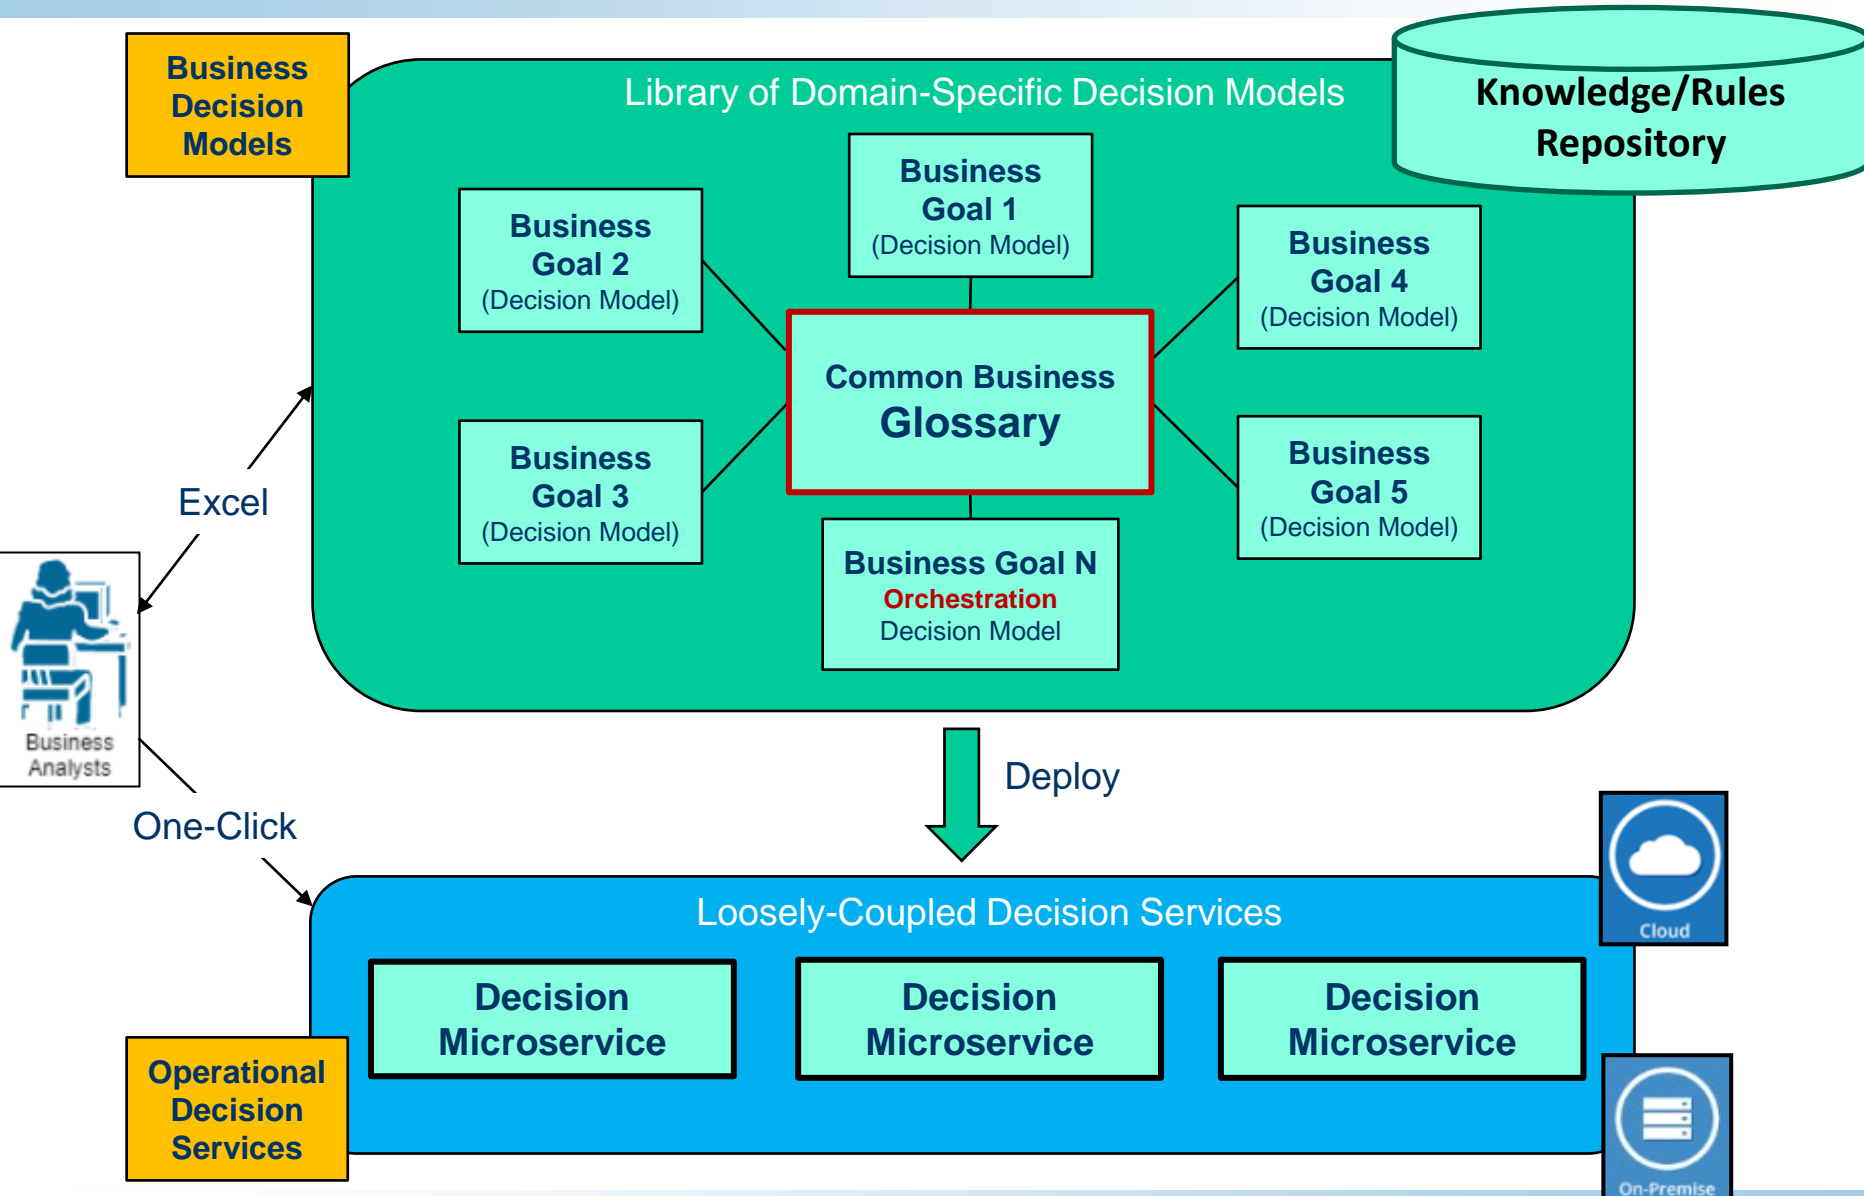 Business
Decision
Models
Library of Domain-Specific Decision Models
Knowledge/Rules
Repository
Business
Goal 1
(Decision Model)
Business
Goal 2
(Decision Model)
Business
Goal 4
(Decision Model)
Common Business
Glossary
Business
Goal 3
(Decision Model)
Business
Goal 5
(Decision Model)
Business Goal N
Orchestration
Decision Model
Excel
Business
Analysts
One-Click
Deploy
Loosely-Coupled Decision Services
Cloud
Decision
Microservice
Decision
Microservice
Decision
Microservice
Operational
Decision
Services
On-Premise